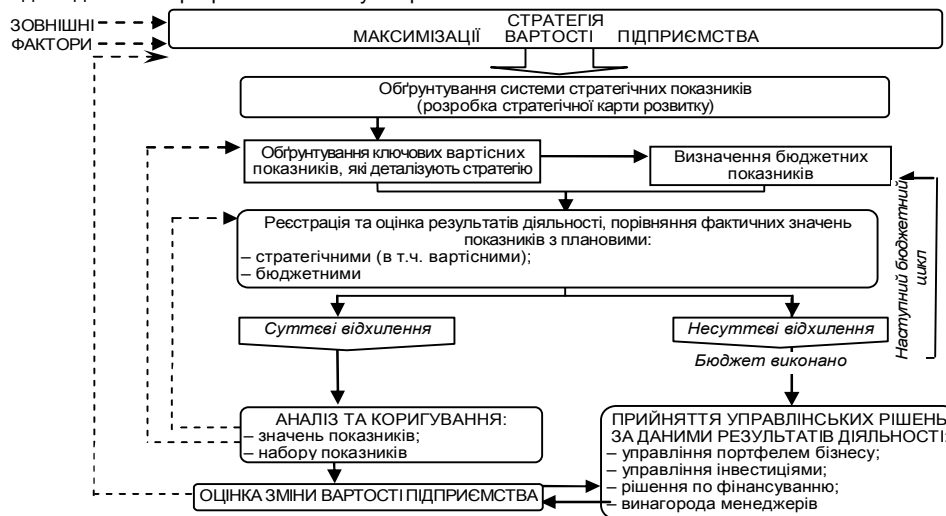 ЗОВНІШНІ
ФАКТОРИ
СТРАТЕГІЯ
МАКСИМІЗАЦІЇ ВАРТОСТІ ПІДПРИЄМСТВА
Обґрунтування системи стратегічних показників
(розробка стратегічної карти розвитку)
Обґрунтування ключових вартісних
показників, які деталізують стратегію
Визначення бюджетних
показників
Реєстрація та оцінка результатів діяльності, порівняння фактичних значень
показників з плановими:
– стратегічними (в т.ч. вартісними);
– бюджетними
Наступний бюджетний
цикл
Суттєві відхилення
Несуттєві відхилення
Бюджет виконано
АНАЛІЗ ТА КОРИГУВАННЯ:
– значень показників;
– набору показників
ПРИЙНЯТТЯ УПРАВЛІНСЬКИХ РІШЕНЬ
ЗА ДАНИМИ РЕЗУЛЬТАТІВ ДІЯЛЬНОСТІ:
– управління портфелем бізнесу;
– управління інвестиціями;
– рішення по фінансуванню;
– винагорода менеджерів
ОЦІНКА ЗМІНИ ВАРТОСТІ ПІДПРИЄМСТВА